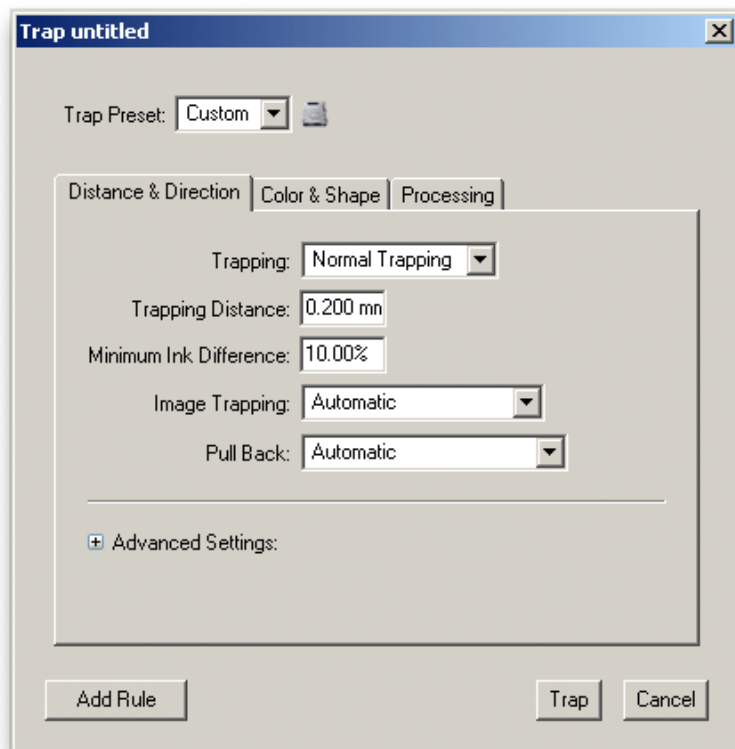 Trap untitled
Trap Preset: Custom
Distance & Direction Color & Shape Processing
Trapping: Normal Trapping
Trapping Distance: 0.200 mn
Minimum Ink Difference: 10.00%
Image Trapping: Automatic
Pull Back: Automatic
Advanced Settings:
Add Rule Trap Cancel